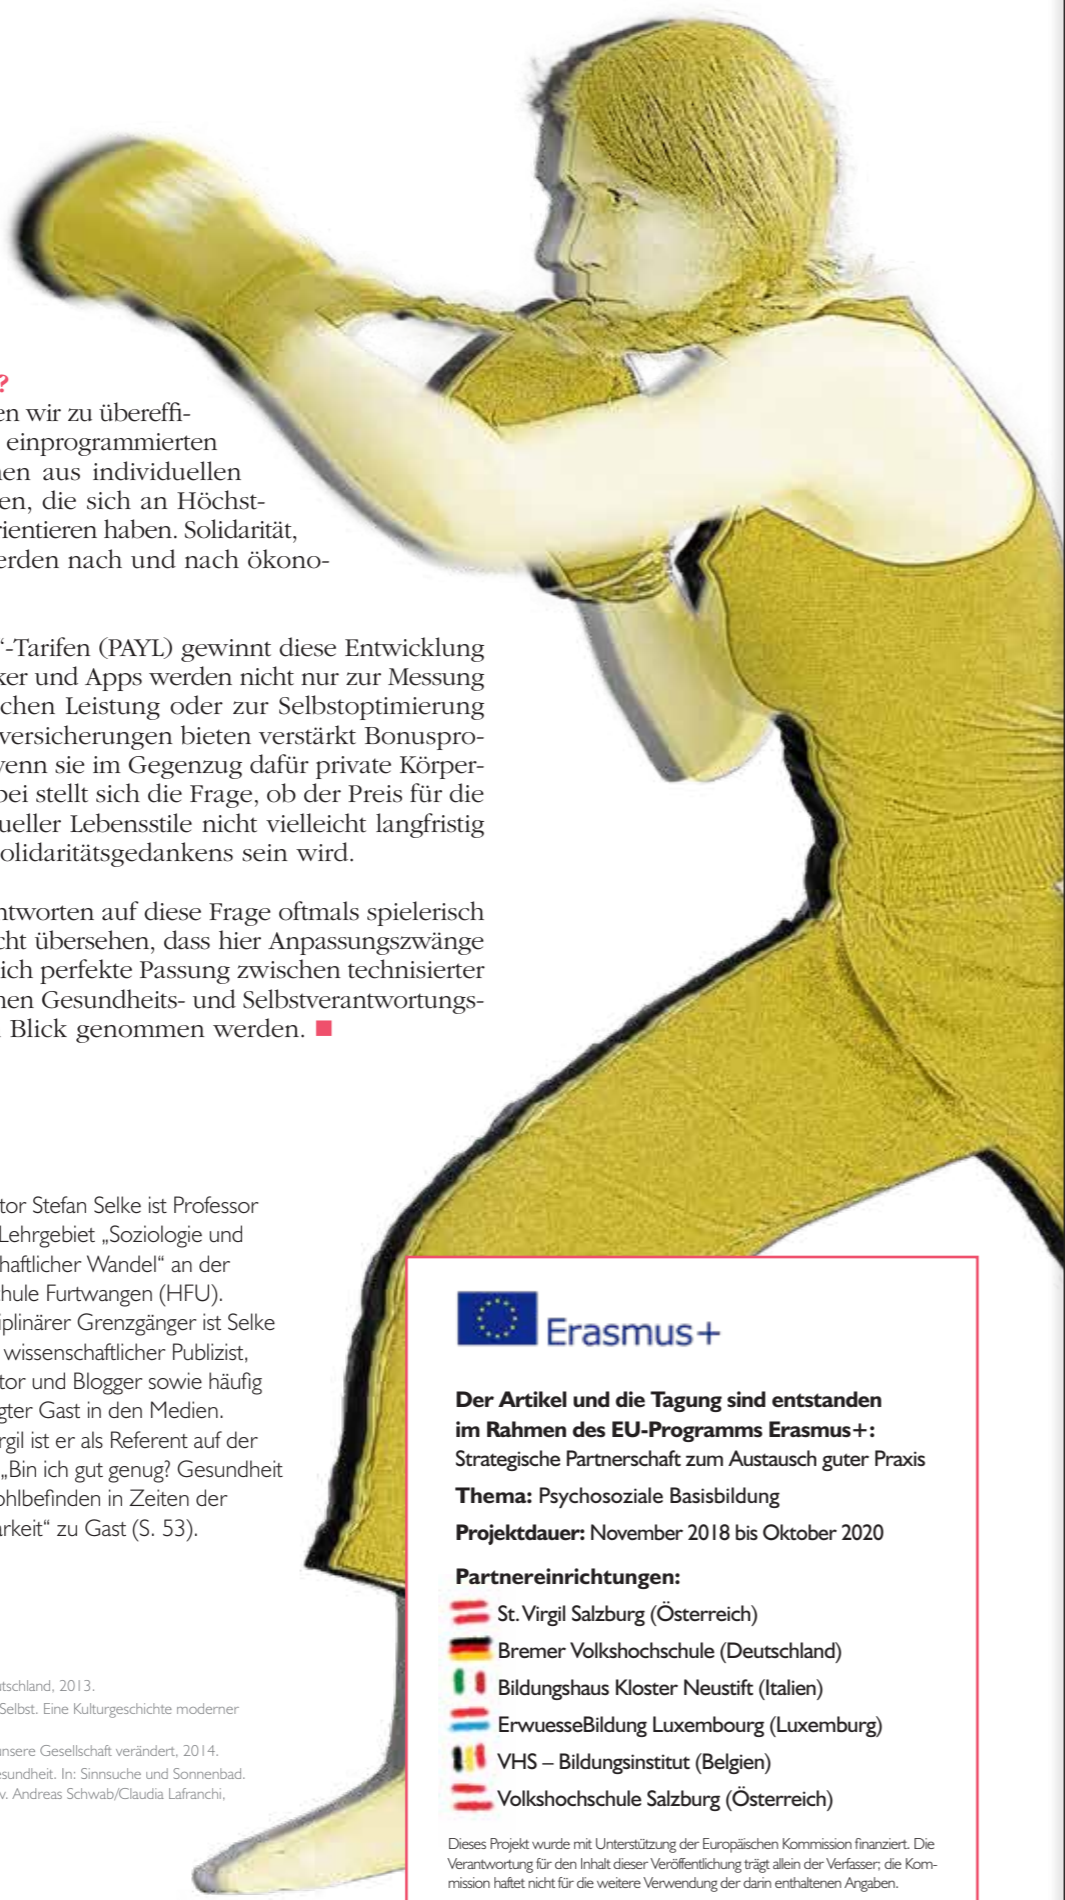 ?
en wir zuübereffi-
einprogrammierten
nen aus individuellen
en, die sich an Höchst-
rientieren haben. Solidarität,
erden nach und nach ökono-
“-Tarifen (PAYL) gewinnt diese Entwicklung
ker und Apps werden nicht nur zur Messung
ichen Leistung oder zur Selbstoptimierung
versicherungen bieten verstärkt Bonuspro-
wenn sie im Gegenzug dafür private Körper-
bei stellt sich die Frage, ob der Preis für die
ueller Lebensstile nicht vielleicht langfristig
olidaritätsgedankens sein wird.
ntworten auf diese Frage oftmals spielerisch
cht übersehen, dass hier Anpassungszwänge
ich perfekte Passung zwischen technisierter
nen Gesundheits- und Selbstverantwortungs-
Blick genommen werden.
tor Stefan Selke ist Professor
Lehrgebiet „Soziologie und
haftlicher Wandel“ an der
hule Furtwangen (HFU).
iplinärer Grenzgänger ist Selke
wissenschaftlicher Publizist,
tor und Blogger sowie häufig
gter Gast in den Medien.
rgil ist er als Referent auf der
„Bin ich gut genug? Gesundheit
ohlbefinden in Zeiten der
arkeit“ zu Gast (S. 53).
utschland, 2013.
Selbst. Eine Kulturgeschichte moderner
unsere Gesellschaft verändert, 2014.
esundheit. In: Sinnsuche und Sonnenbad.
v. Andreas Schwab/Claudia Lafranchi,
Erasmus+
Der Artikel und die Tagung sind entstanden
im Rahmen des EU-Programms Erasmus+:
Strategische Partnerschaft zum Austausch guter Praxis
Thema: Psychosoziale Basisbildung
Projektdauer: November 2018 bis Oktober 2020
Partnereinrichtungen:
St. Virgil Salzburg (Österreich)
Bremer Volkshochschule (Deutschland)
Bildungshaus Kloster Neustift (Italien)
ErwuesseBildung Luxembourg (Luxemburg)
VHS – Bildungsinstitut (Belgien)
Volkshochschule Salzburg (Österreich)
Dieses Projekt wurde mit Unterstützung der Europäischen Kommission finanziert. Die
Verantwortung für den Inhalt dieser Veröffentlichung trägt allein der Verfasser; die Kom-
mission haftet nicht für die weitere Verwendung der darin enthaltenen Angaben.